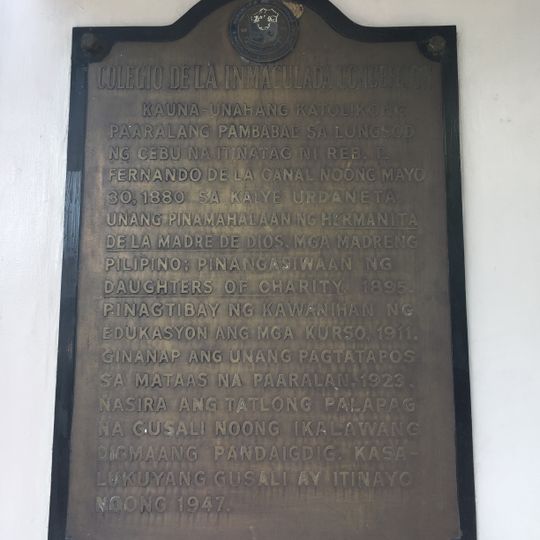 COLEGIO DE LA INMACULADA CONCEPCION
KAUNA-UNAHANG KATOLIKONG
PAARALANG PAMBABAE SA LUNGSOD
NG CEBU NA ITINATAG NI REB. P.
FERNANDO DE LA CANAL NOONG MAYO
30, 1880 SA KALYE URDANETA
UNANG PINAMAHALAAN NG HERMANITA
DE LA MADRE DE DIOS, MGA MADRENG
PILIPINO; PINANGASIWAAN NG
DAUGHTERS OF CHARITY, 1895.
PINAGTIBAY NG KAWANIHAN NG
EDUKASYON ANG MGA KURSO, 1911.
GINANAP ANG UNANG PAGTATAPOS
SA MATAAS NA PAARALAN, 1923.
NASIRA ANG TATLONG PALAPAG
NA GUSALI NOONG IKALAWANG
DIGMAANG PANDAIGDIG. KASA-
LUKUYANG GUSALI AY ITINAYO
NOONG 1947.